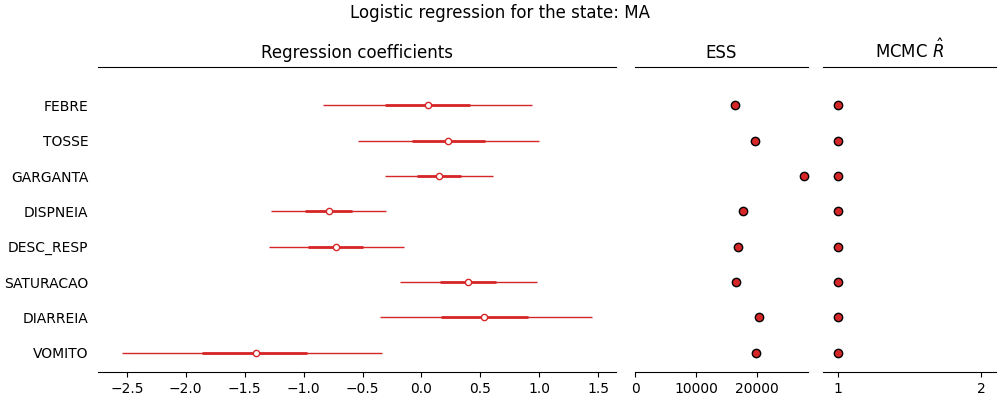 Logistic regression for the state: MA
Regression coefficients ESS MCMC R̂
FEBRE
TOSSE
GARGANTA
DISPNEIA
DESC_RESP
SATURACAO
DIARREIA
VOMITO
−2.5 −2.0 −1.5 −1.0 −0.5 0.0 0.5 1.0 1.5 0 10000 20000 1 2